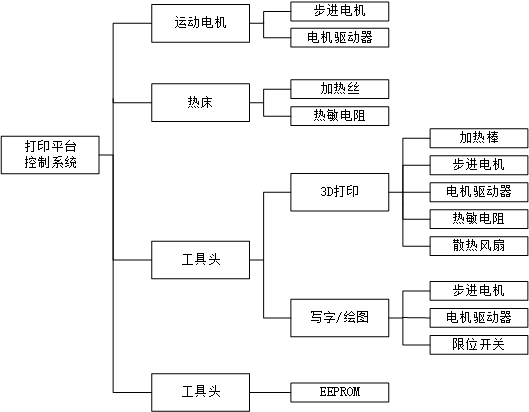 打印平台
控制系统
运动电机
步进电机
电机驱动器
热床
加热丝
热敏电阻
工具头
3D打印
加热棒
步进电机
电机驱动器
热敏电阻
散热风扇
写字/绘图
步进电机
电机驱动器
限位开关
工具头
EEPROM